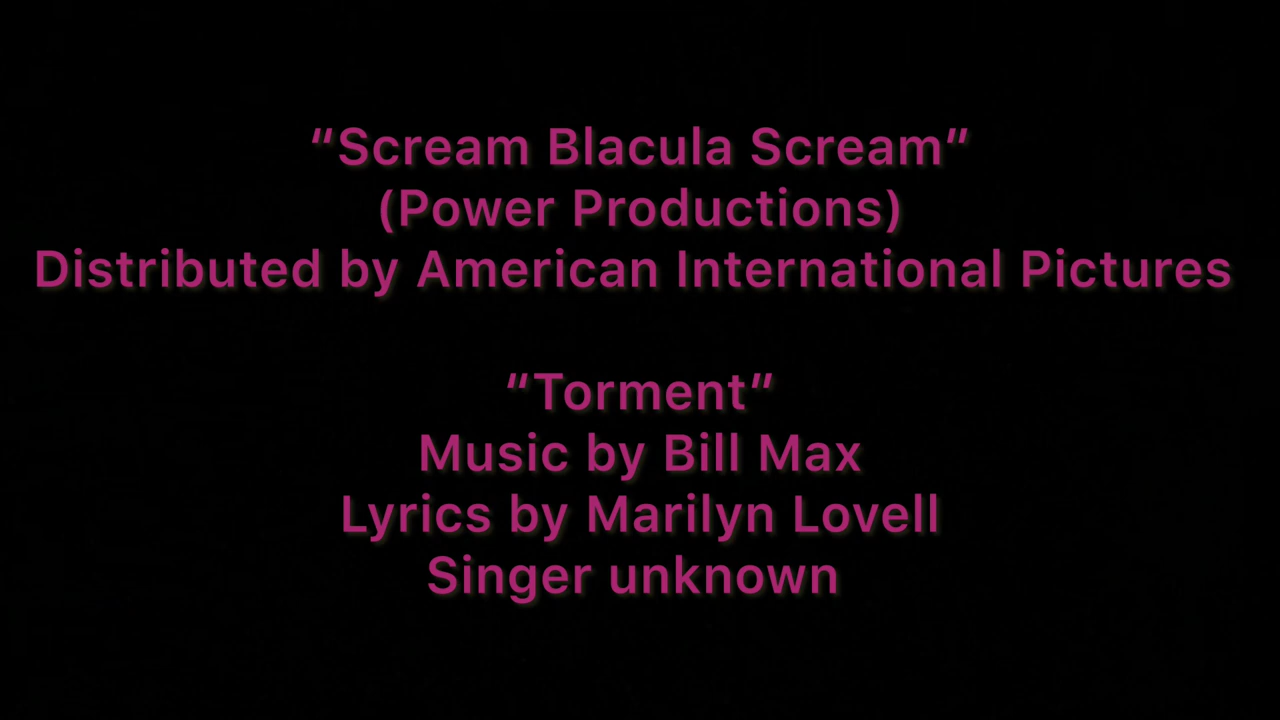 “Scream Blacula Scream”
(Power Productions)
Distributed by American International Pictures
“Torment”
Music by Bill Max
Lyrics by Marilyn Lovell
Singer unknown